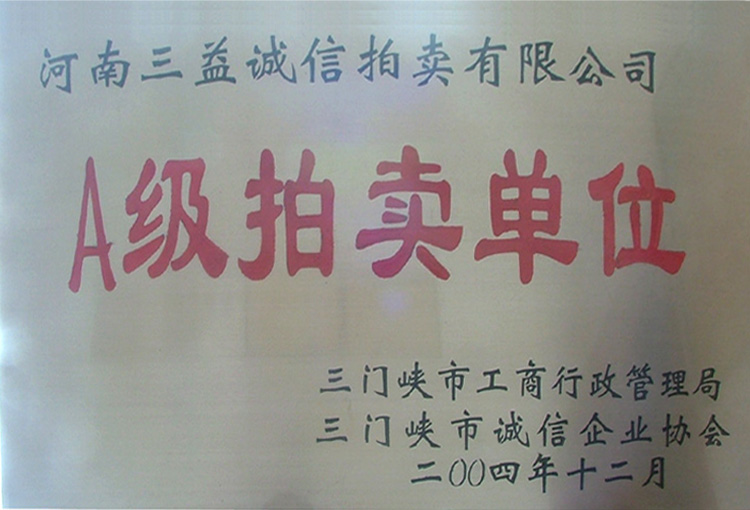 河南三益诚信拍卖有限公司
A级拍卖单位
三门峡市工商行政管理局
三门峡市诚信企业协会
二00四年十二月